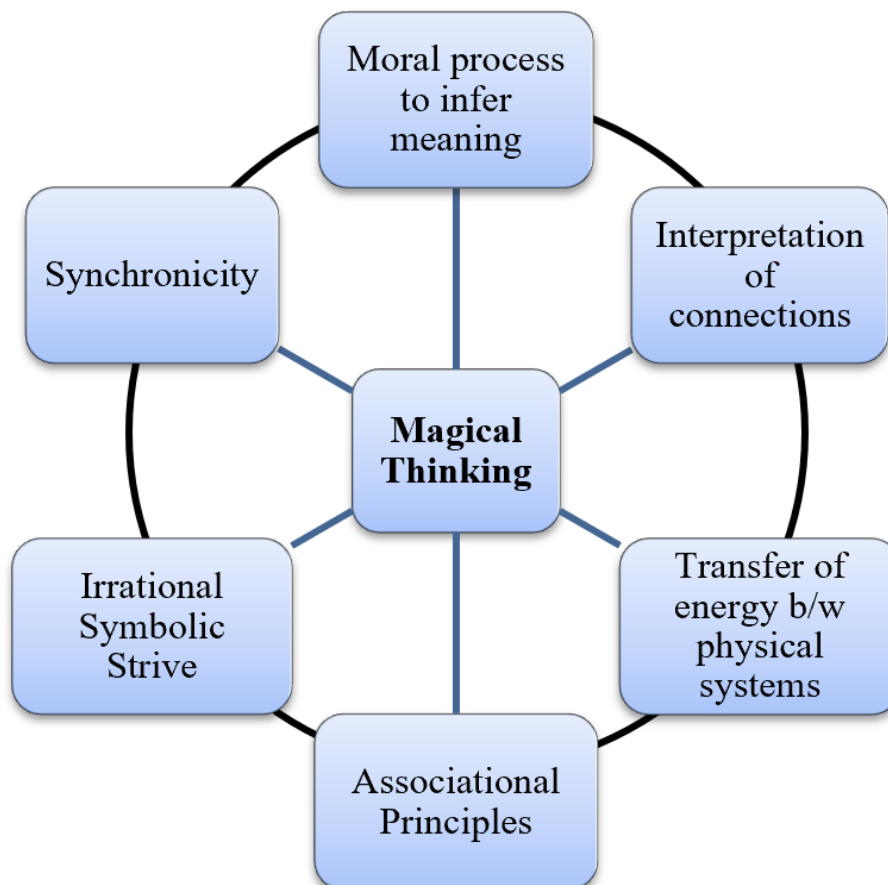 Moral process
to infer
meaning
Interpretation
of
connections
Transfer of
energy b/w
physical
systems
Associational
Principles
Irrational
Symbolic
Strive
Synchronicity
Magical
Thinking